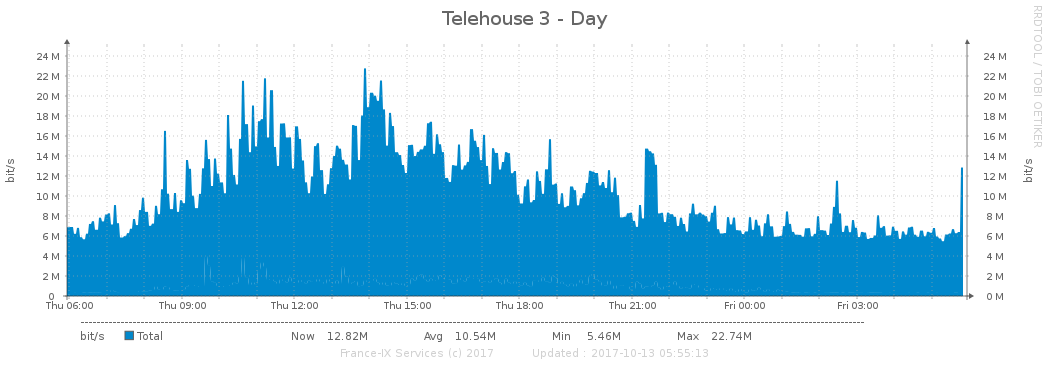 Telehouse 3 - Day
RRDTOOL / TOBI OETIKER
bit/s
24 M 24 M
22 M 22 M
20 M 20 M
18 M 18 M
16 M 16 M
14 M 14 M
12 M 12 M
10 M 10 M
8 M 8 M
6 M 6 M
4 M 4 M
2 M 2 M
0 0 M
bit/s
Thu 06:00 Thu 09:00 Thu 12:00 Thu 15:00 Thu 18:00 Thu 21:00 Fri 00:00 Fri 03:00
bit/s Total Now 12.82M Avg 10.54M Min 5.46M Max 22.74M
France-IX Services (c) 2017 Updated : 2017-10-13 05:55:13